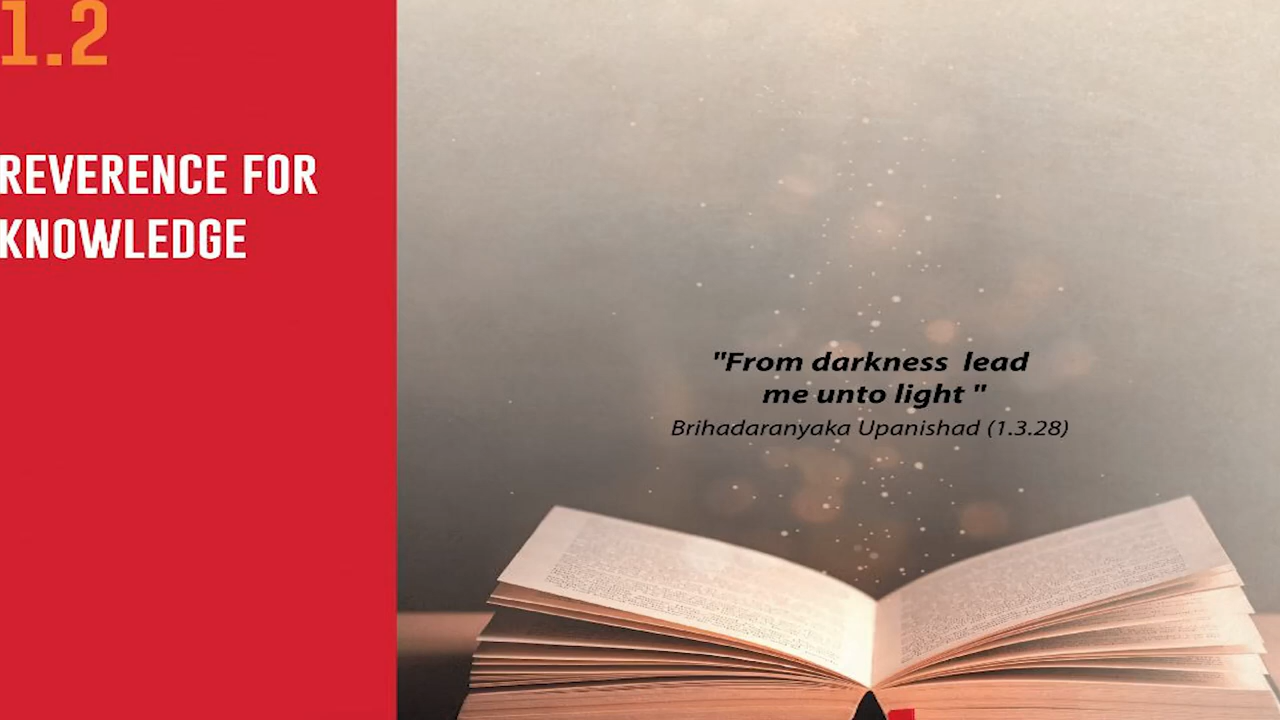 1.2
REVERENCE FOR
KNOWLEDGE
"From darkness lead
me unto light "
Brihadaranyaka Upanishad (1.3.28)